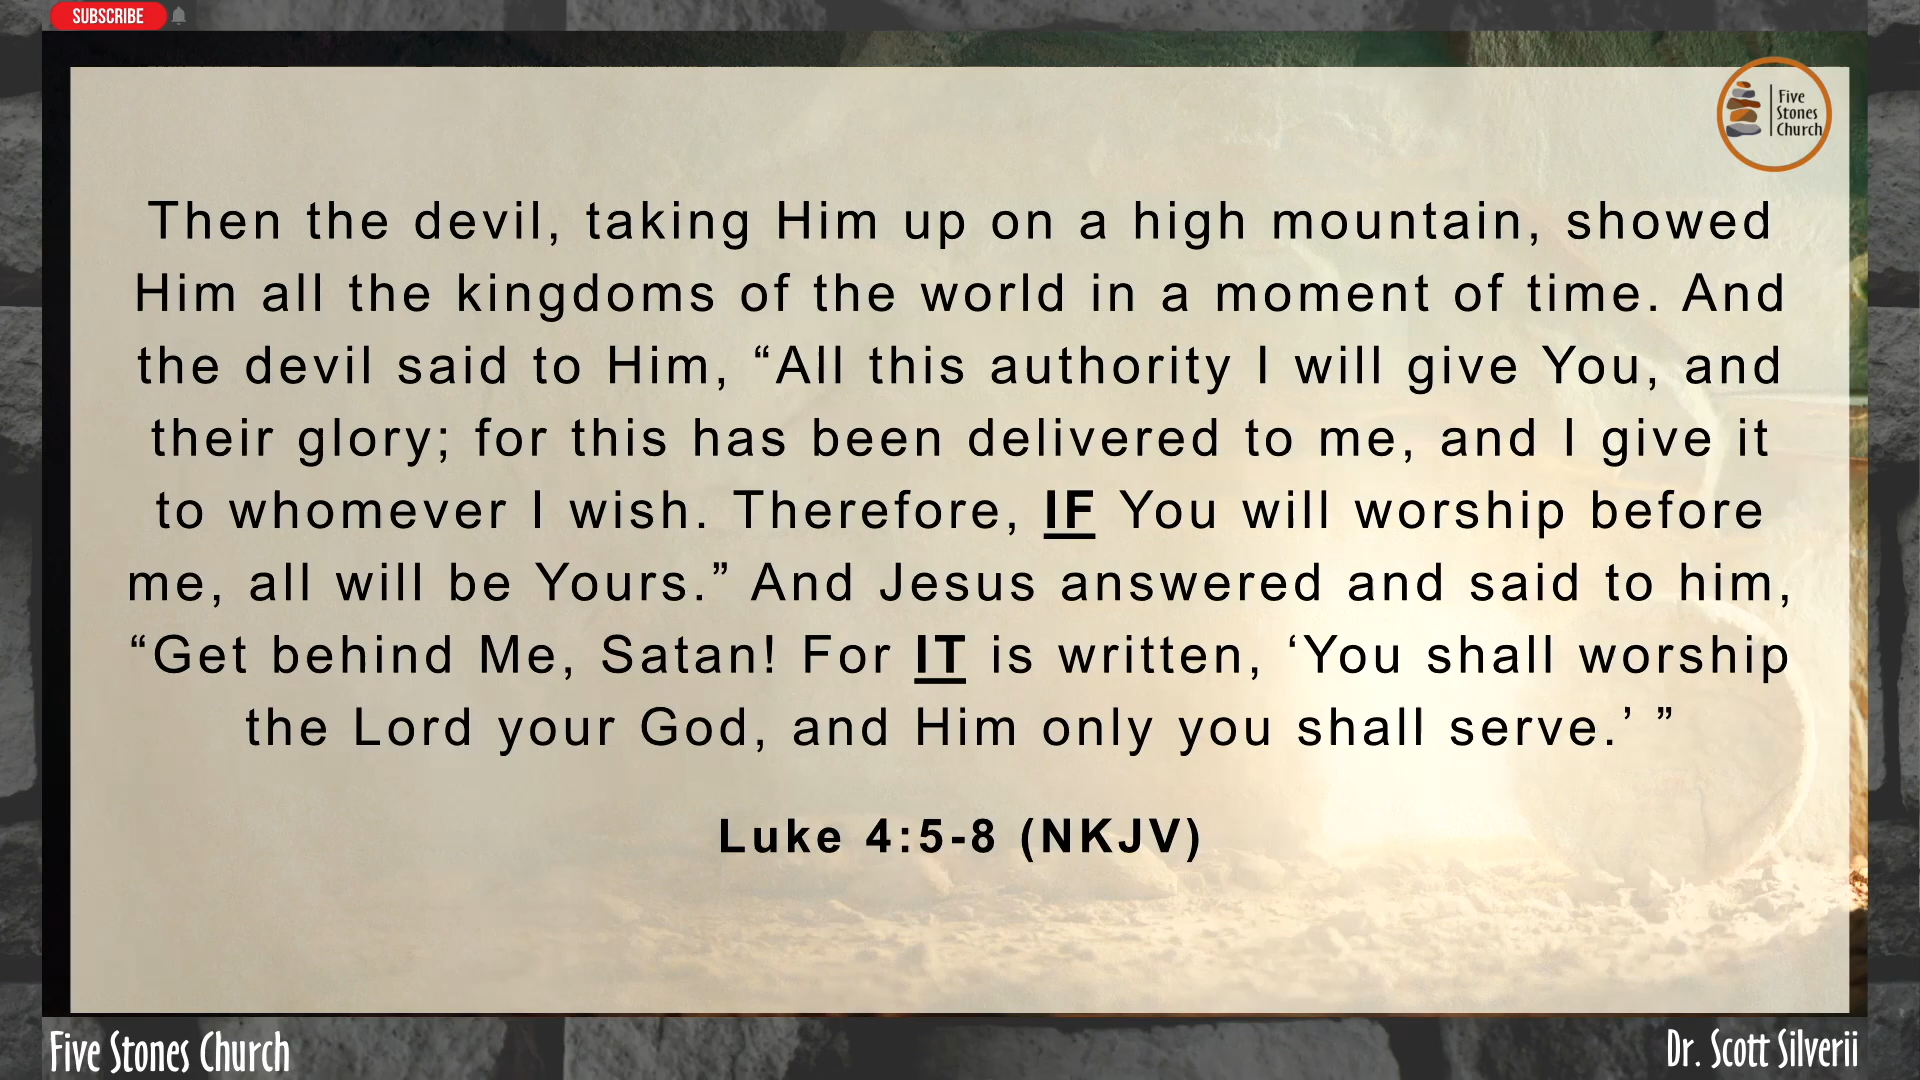 SUBSCRIBE
Five
Stones
Church
Then the devil, taking Him up on a high mountain, showed
Him all the kingdoms of the world in a moment of time. And
the devil said to Him, “All this authority I will give You, and
their glory; for this has been delivered to me, and I give it
to whomever I wish. Therefore, IF You will worship before
me, all will be Yours.” And Jesus answered and said to him,
“Get behind Me, Satan! For IT is written, ‘You shall worship
the Lord your God, and Him only you shall serve.’ ”
Luke 4:5-8 (NKJV)
Five Stones Church
Dr. Scott Silverii